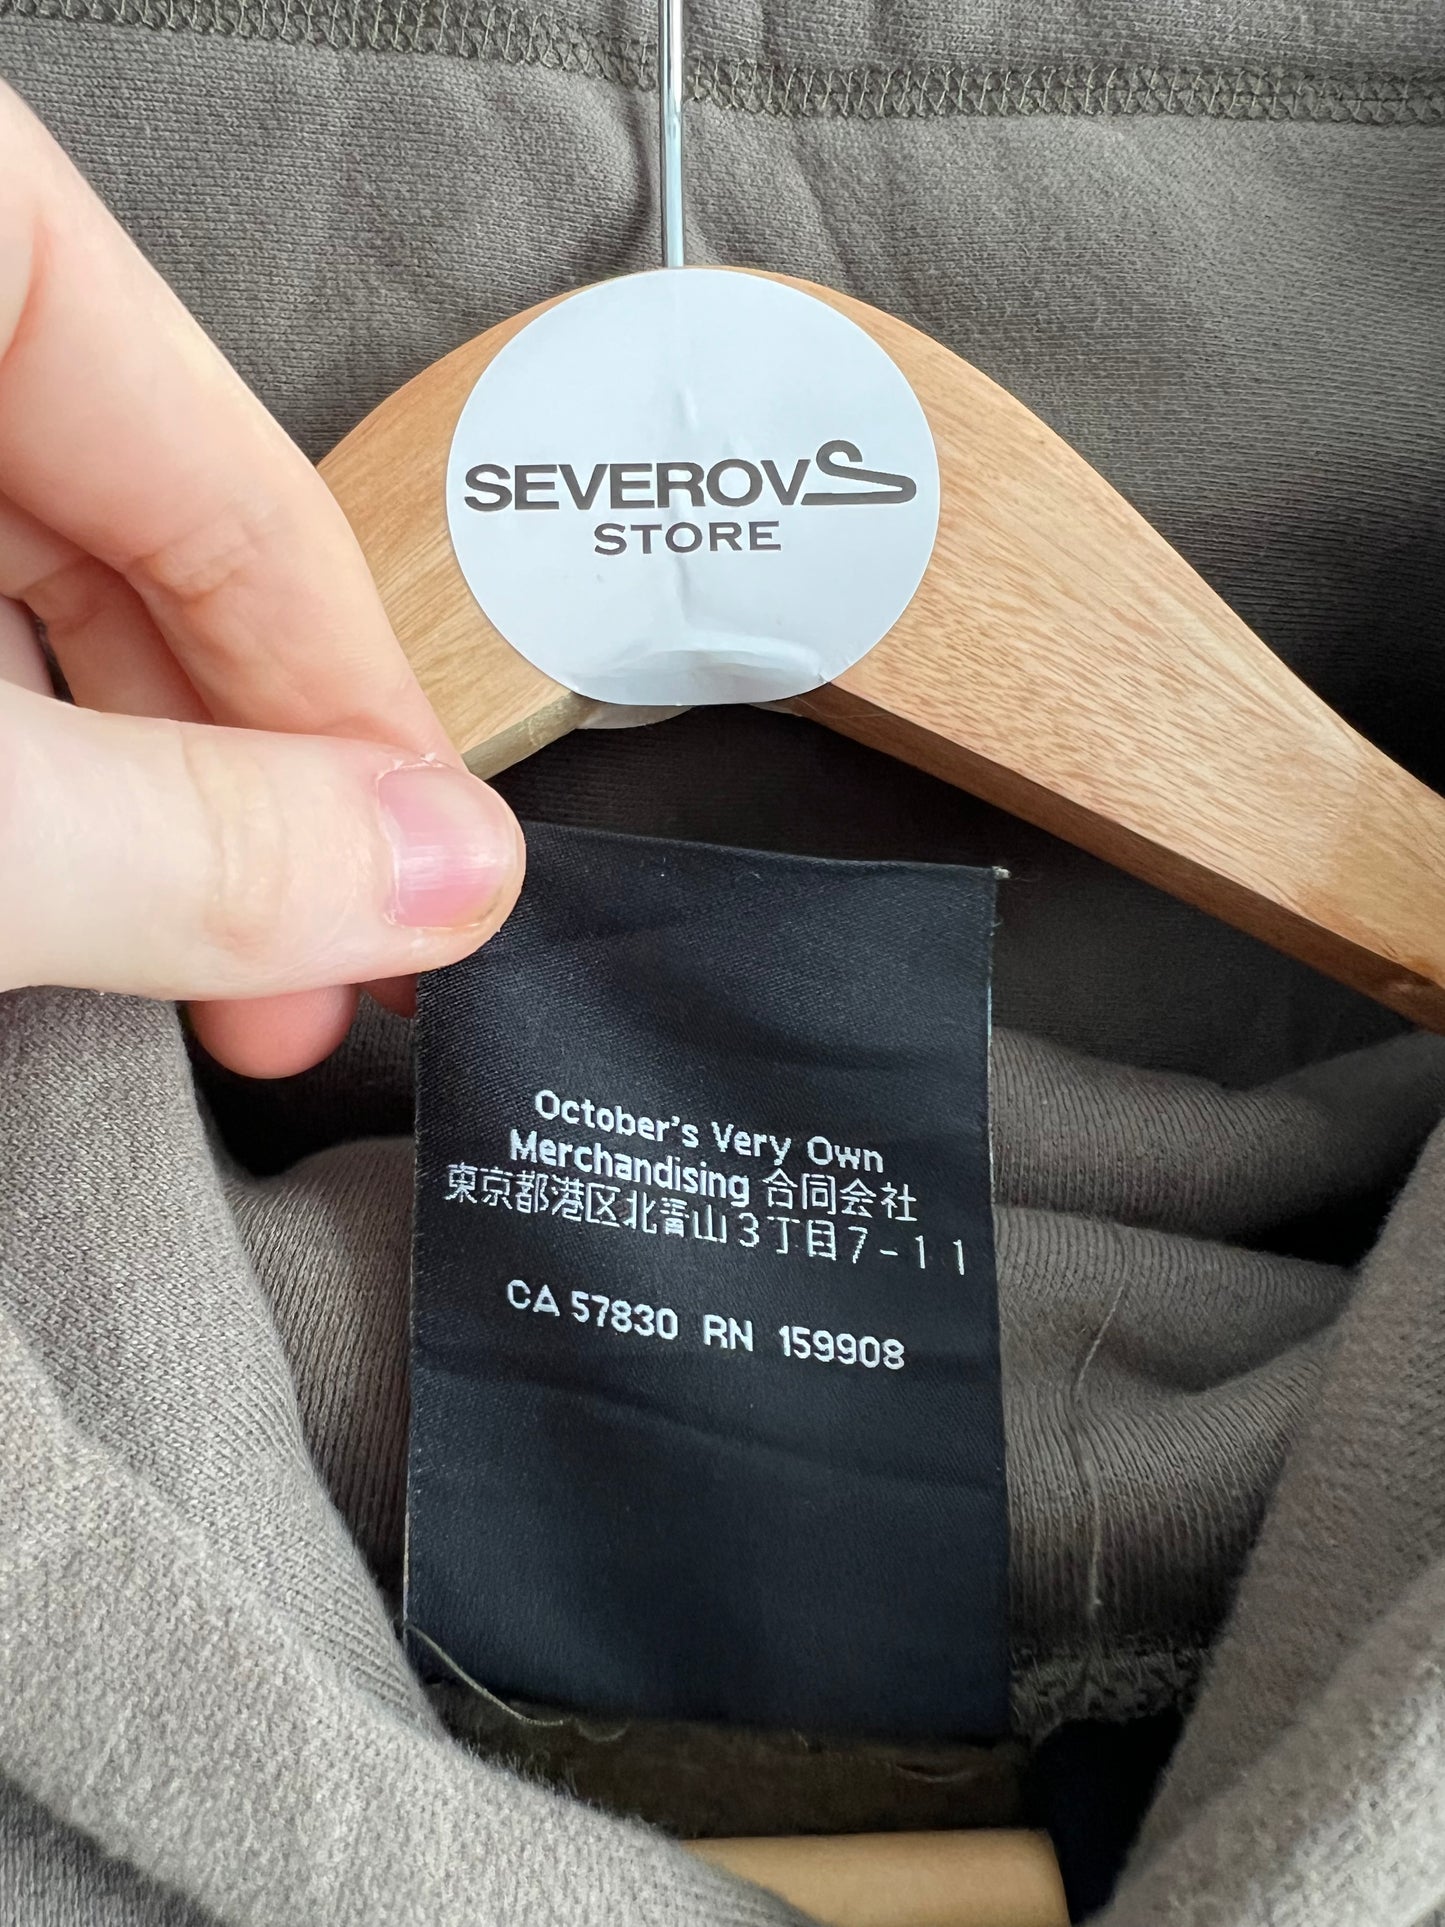 SEVEROVS
STORE
October's Very Own
Merchandising 合同会社
東京都港区北青山3丁目7-11
CA 57830 RN 159908